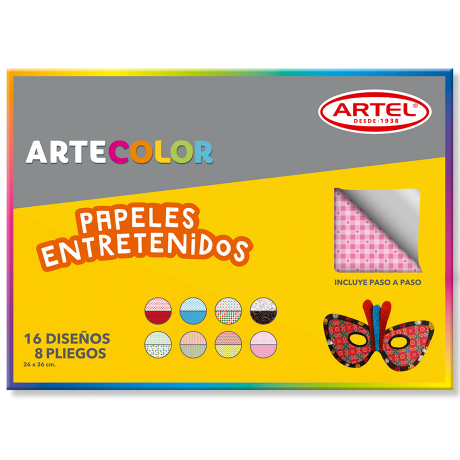 ARTEL
DESDE-1938
ARTECOLOR
PAPELES
ENTRETENIDOS
INCLUYE PASO A PASO
16 DISEÑOS
8 PLIEGOS
26 x 36 cm.